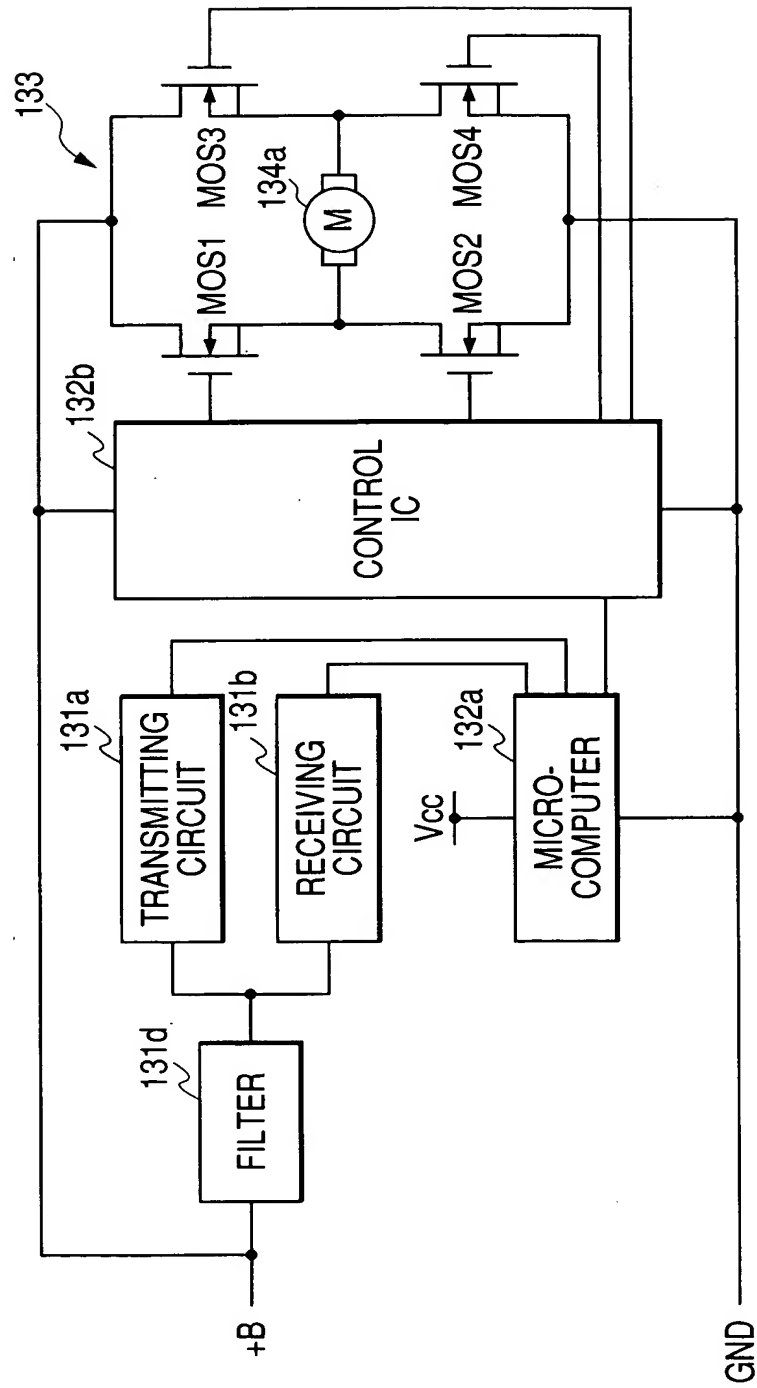 133
MOS1
MOS3
134a
M
MOS2
MOS4
132b
CONTROL
IC
131a
TRANSMITTING
CIRCUIT
131b
RECEIVING
CIRCUIT
131d
FILTER
Vcc
132a
MICRO-
COMPUTER
+B
GND